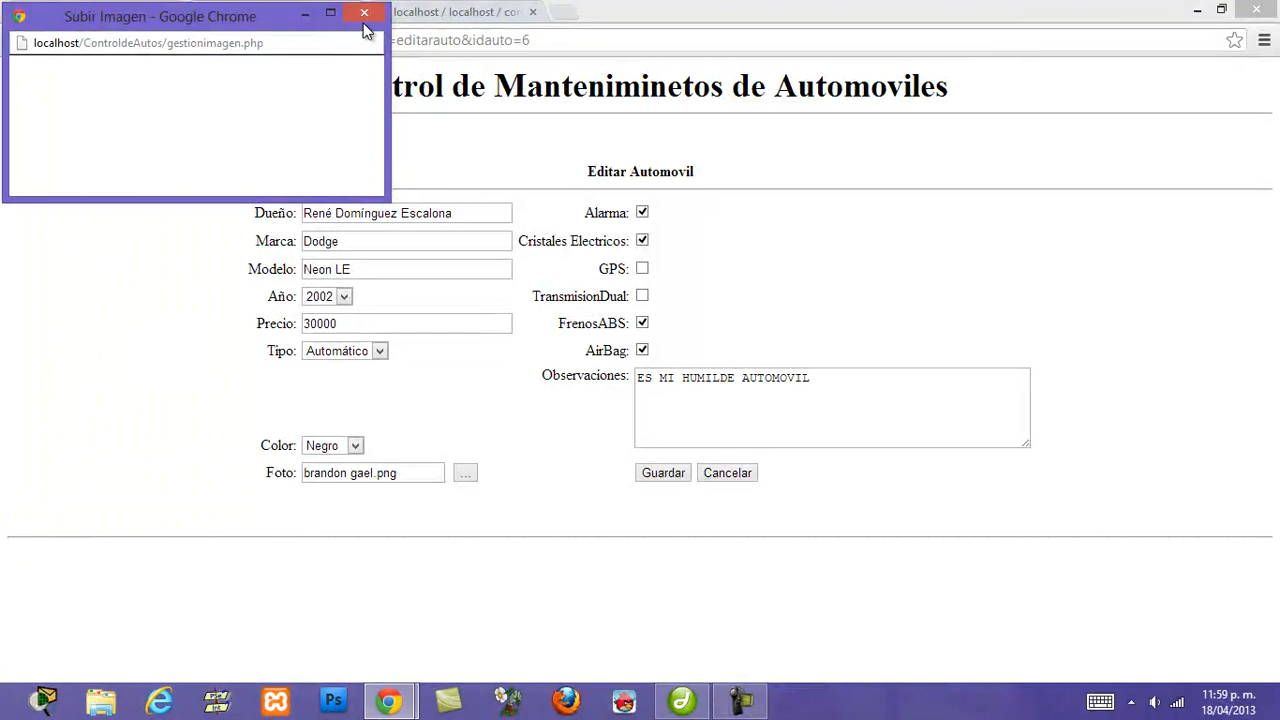 Subir Imagen - Google Chrome
localhost / localhost / co
localhost/ControldeAutos/gestionimagen.php
=editarauto&idauto=6
trol de Manteniminetos de Automoviles
Editar Automovil
Dueño: René Domínguez Escalona Alarma:
Marca: Dodge Cristales Electricos:
Modelo: Neon LE GPS:
Año: 2002 TransmisionDual:
Precio: 30000 FrenosABS:
Tipo: Automático AirBag:
Observaciones: ES MI HUMILDE AUTOMOVIL
Color: Negro
Foto: brandon gael.png ... Guardar Cancelar
Ps
11:59 p. m.
18/04/2013